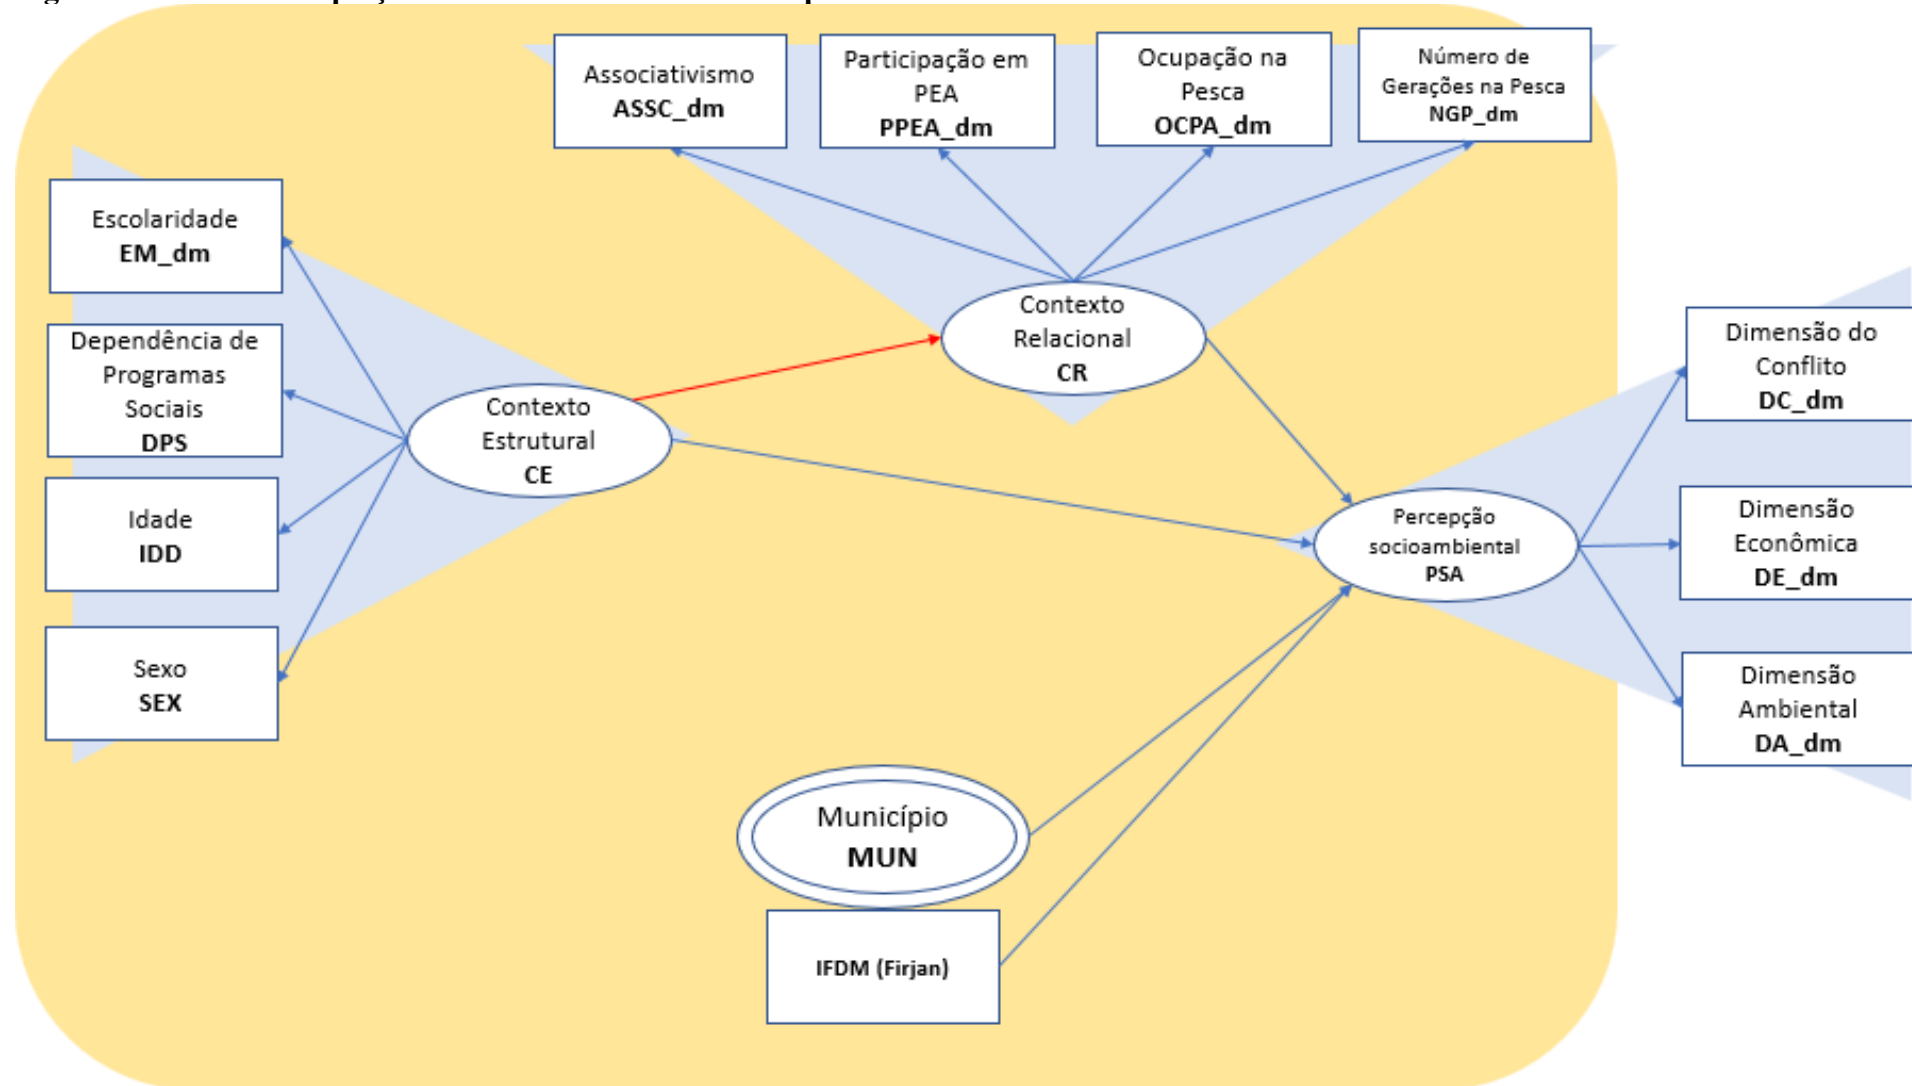 Associativismo
ASSC_dm
Participação em
PEA
PPEA_dm
Ocupação na
Pesca
OCPA_dm
Número de
Gerações na Pesca
NGP_dm
Escolaridade
EM_dm
Dependência de
Programas
Sociais
DPS
Idade
IDD
Sexo
SEX
Contexto
Estrutural
CE
Contexto
Relacional
CR
Percepção
socioambiental
PSA
Dimensão do
Conflito
DC_dm
Dimensão
Econômica
DE_dm
Dimensão
Ambiental
DA_dm
Município
MUN
IFDM (Firjan)